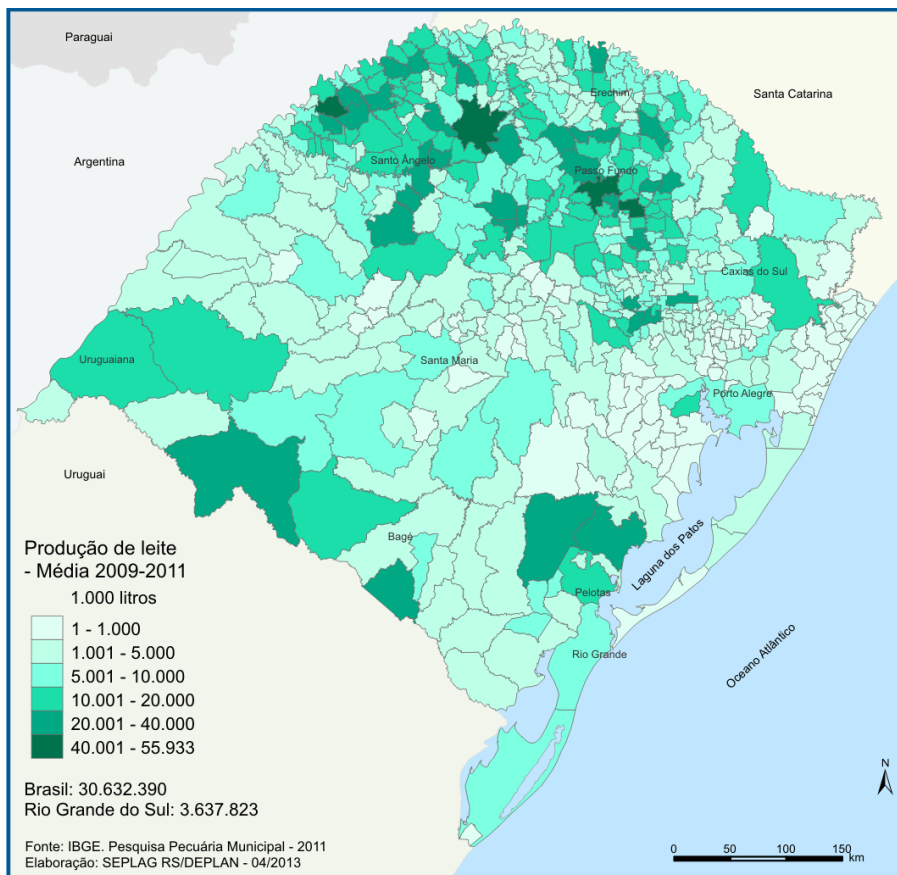 Paraguai
Santa Catarina
Erechim
Argentina
Santo Ângelo
Passo Fundo
Caxias do Sul
Uruguaiana
Santa Maria
Porto Alegre
Uruguai
Bagé
Laguna dos Patos
Pelotas
Rio Grande
Oceano Atlântico
Produção de leite
- Média 2009-2011
1.000 litros
1 - 1.000
1.001 - 5.000
5.001 - 10.000
10.001 - 20.000
20.001 - 40.000
40.001 - 55.933
Brasil: 30.632.390
Rio Grande do Sul: 3.637.823
Fonte: IBGE. Pesquisa Pecuária Municipal - 2011
Elaboração: SEPLAG RS/DEPLAN - 04/2013
N
0 50 100 150
km